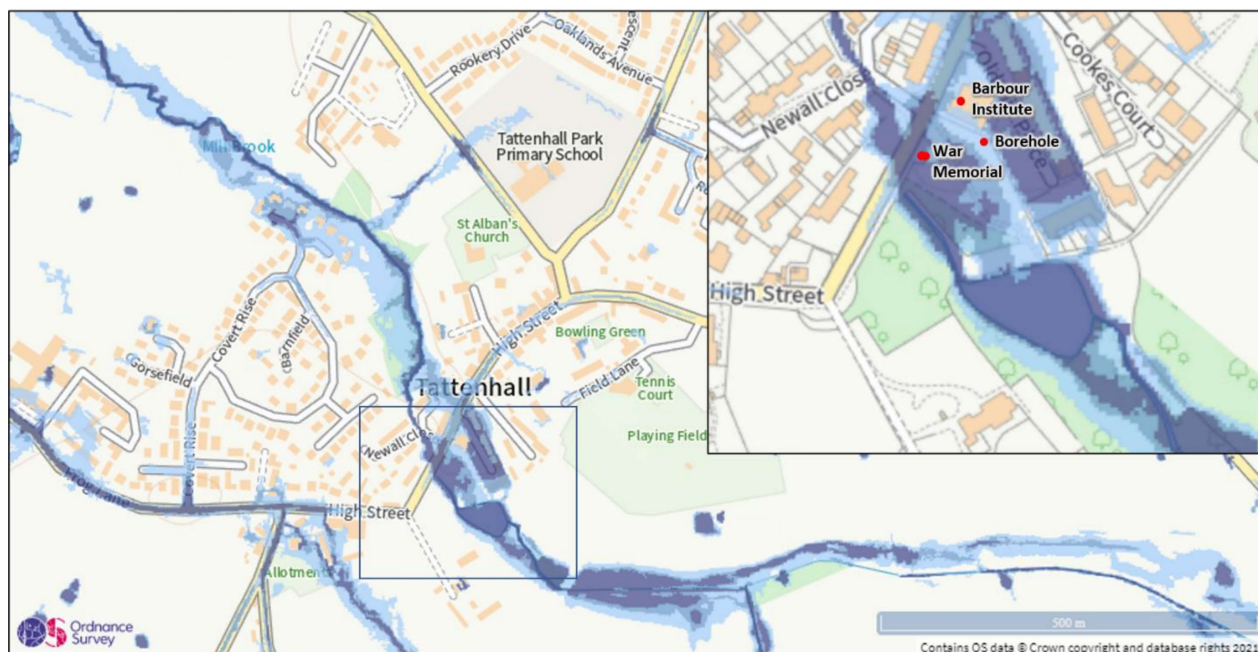 Rookery Drive
Oaklands Avenue
Mill Brook
Tattenhall Park
Primary School
St Alban's
Church
Covert Rise
(Barnfield
Gorsefield
High Street
Bowling Green
Tattenhall
Field Lane
Tennis
Court
Playing Field
Newall
Covert Rise
Frog Lane
High Street
Allotment
Ordnance
Survey
500 m
Contains OS data © Crown copyright and database rights
Newall Close
Cookes Court
Barbour
Institute
Borehole
War
Memorial
High Street